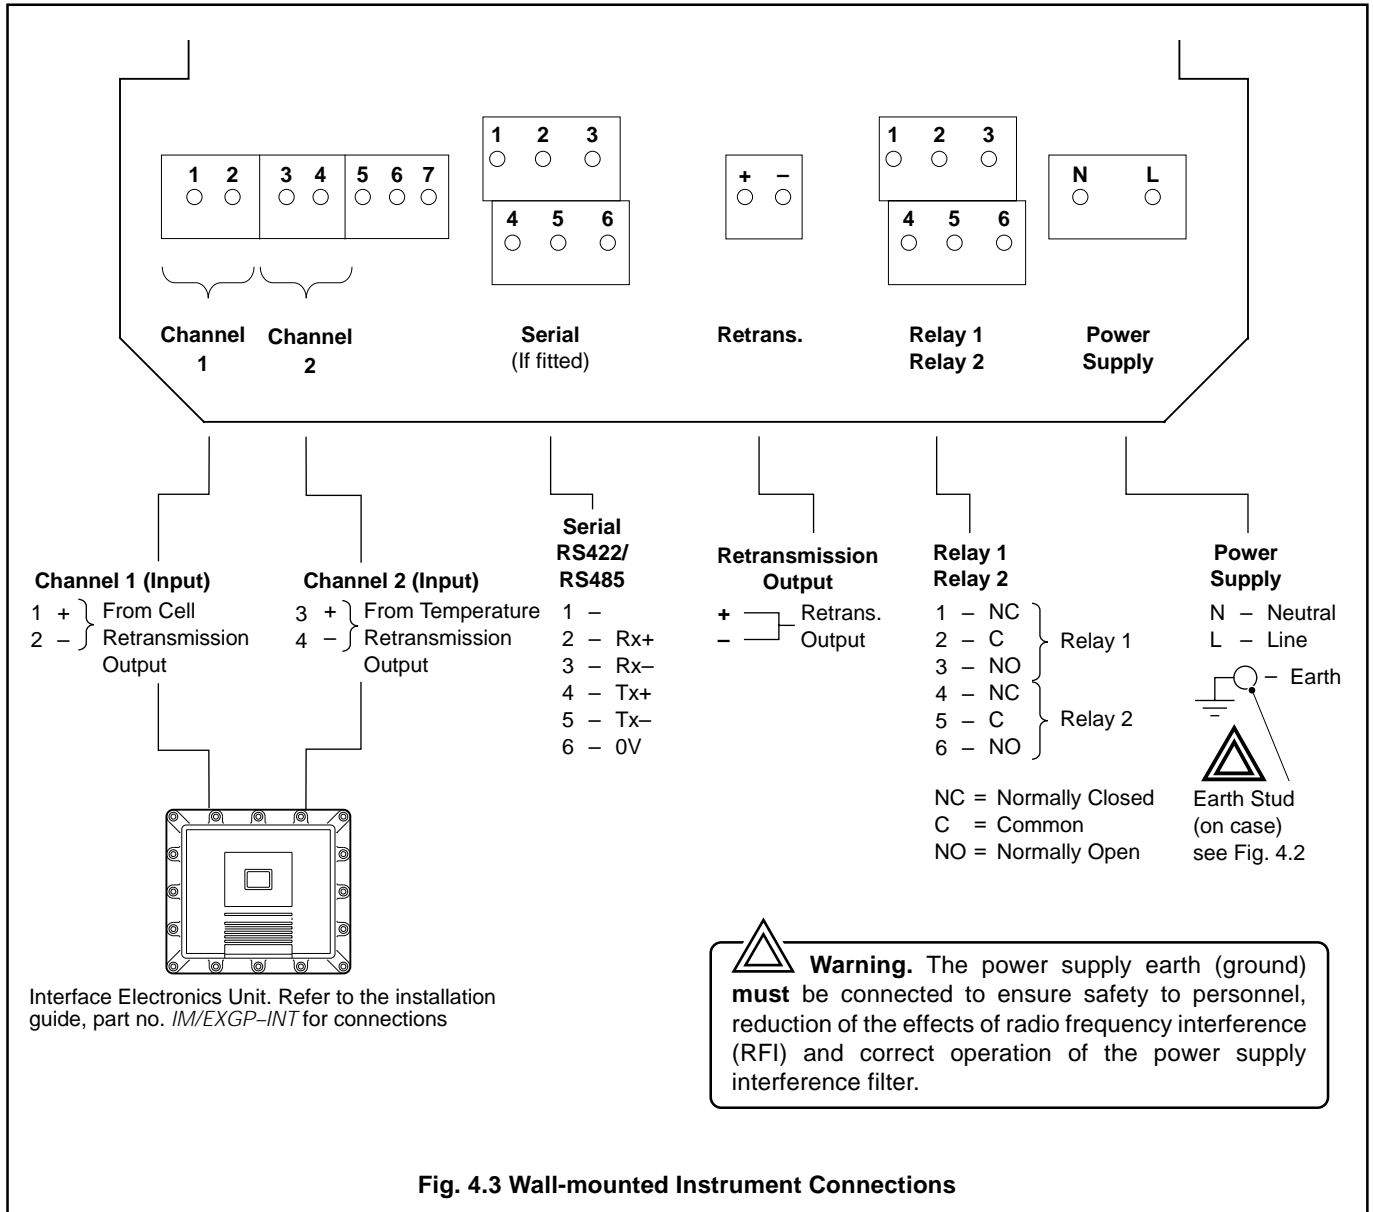 1 2 3 4 5 6 7
1 2 3
4 5 6
+ –
1 2 3
4 5 6
N L
Channel
1
Channel
2
Serial
(If fitted)
Retrans.
Relay 1
Relay 2
Power
Supply
Channel 1 (Input)
1 + From Cell
2 – Retransmission
Output
Channel 2 (Input)
3 + From Temperature
4 – Retransmission
Output
Serial
RS422/
RS485
1 –
2 – Rx+
3 – Rx–
4 – Tx+
5 – Tx–
6 – 0V
Retransmission
Output
+ Retrans.
– Output
Relay 1
Relay 2
1 – NC
2 – C Relay 1
3 – NO
4 – NC
5 – C Relay 2
6 – NO
NC = Normally Closed
C = Common
NO = Normally Open
Power
Supply
N – Neutral
L – Line
– Earth
Earth Stud
(on case)
see Fig. 4.2
Interface Electronics Unit. Refer to the installation
guide, part no. IM/EXGP–INT for connections
Warning. The power supply earth (ground)
must be connected to ensure safety to personnel,
reduction of the effects of radio frequency interference
(RFI) and correct operation of the power supply
interference filter.
Fig. 4.3 Wall-mounted Instrument Connections